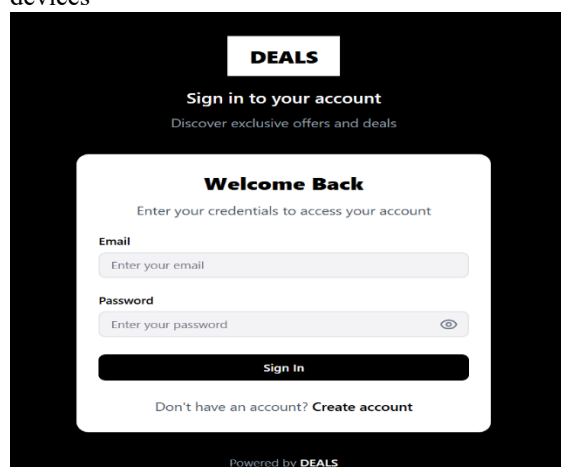 devices
DEALS
Sign in to your account
Discover exclusive offers and deals
Welcome Back
Enter your credentials to access your account
Email
Enter your email
Password
Enter your password
Sign In
Don't have an account? Create account
Powered by DEALS